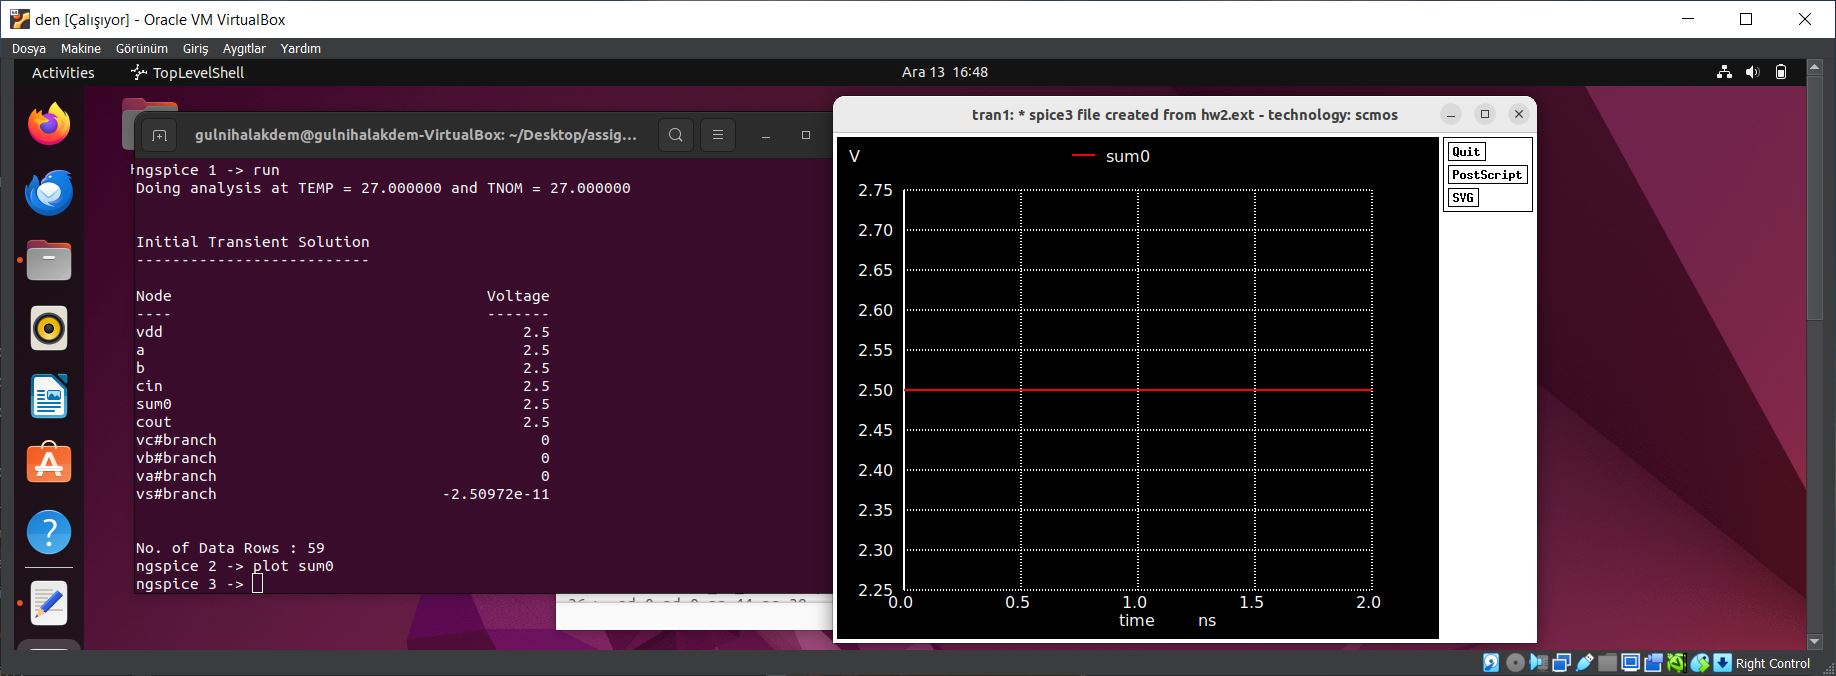 den [Çalışıyor] - Oracle VM VirtualBox
Dosya Makine Görünüm Giriş Aygıtlar Yardım
Activities TopLevelShell Ara 13 16:48
gulnihalakdem@gulnihalakdem-VirtualBox: ~/Desktop/assig...
ngspice 1 -> run
Doing analysis at TEMP = 27.000000 and TNOM = 27.000000
Initial Transient Solution
--------------------------
Node Voltage
---- -------
vdd 2.5
a 2.5
b 2.5
cin 2.5
sum0 2.5
cout 2.5
vc#branch 0
vb#branch 0
va#branch 0
vs#branch -2.50972e-11
No. of Data Rows : 59
ngspice 2 -> plot sum0
ngspice 3 ->
tran1: * spice3 file created from hw2.ext - technology: scmos
V sum0
2.75
2.70
2.65
2.60
2.55
2.50
2.45
2.40
2.35
2.30
2.25
0.0 0.5 1.0 1.5 2.0
time ns
Quit
PostScript
SVG
Right Control